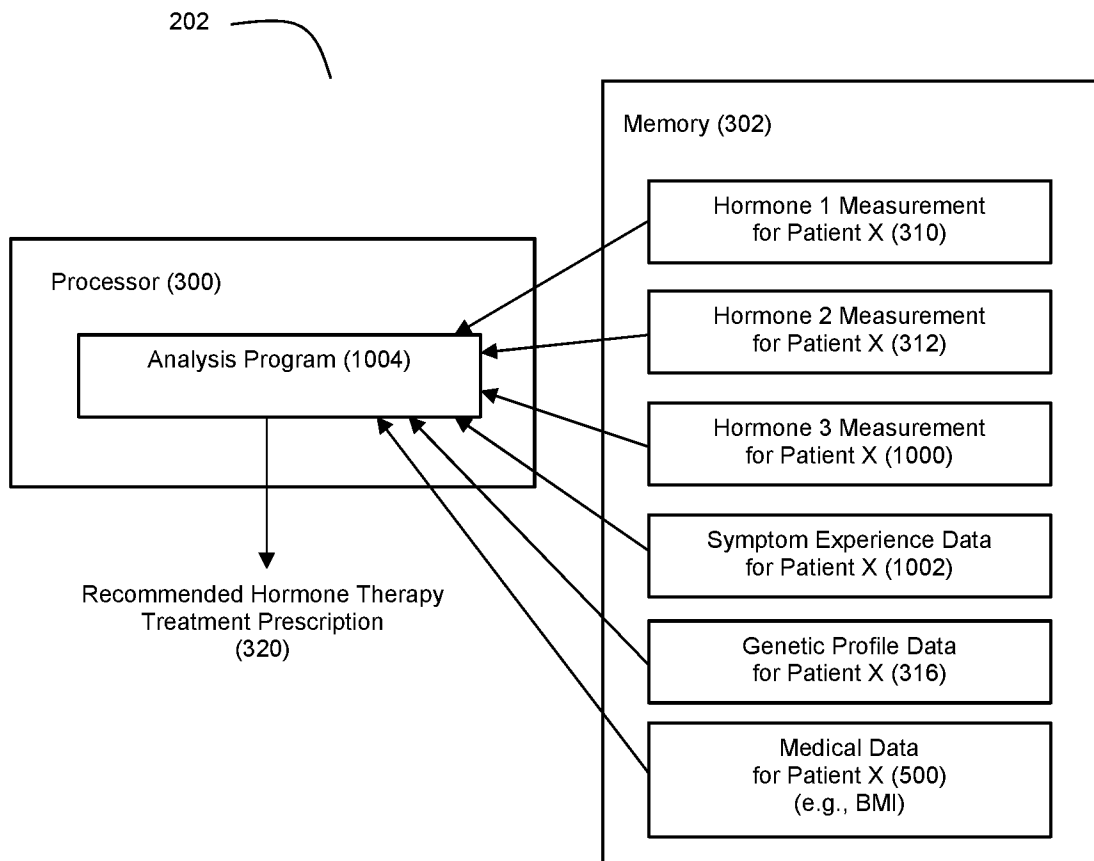 202
Memory (302)
Hormone 1 Measurement
for Patient X (310)
Processor (300)
Hormone 2 Measurement
for Patient X (312)
Analysis Program (1004)
Hormone 3 Measurement
for Patient X (1000)
Symptom Experience Data
for Patient X (1002)
Recommended Hormone Therapy
Treatment Prescription
(320)
Genetic Profile Data
for Patient X (316)
Medical Data
for Patient X (500)
(e.g., BMI)